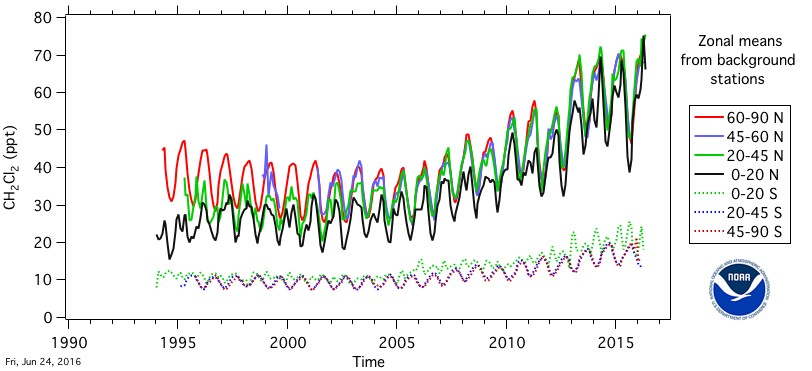 Zonal means
from background
stations
60-90 N
45-60 N
20-45 N
0-20 N
0-20 S
20-45 S
45-90 S
NOAA
CH2Cl2 (ppt)
80
70
60
50
40
30
20
10
0
1990
1995
2000
2005
2010
2015
Time
Fri, Jun 24, 2016